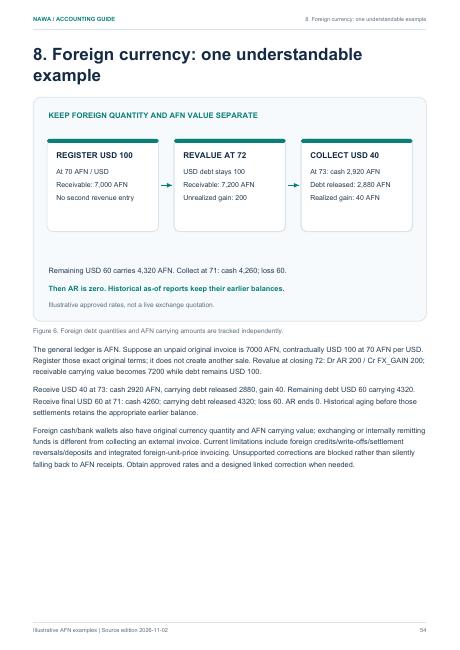 NAWA / ACCOUNTING GUIDE
8. Foreign currency: one understandable example
8. Foreign currency: one understandable
example
KEEP FOREIGN QUANTITY AND AFN VALUE SEPARATE
REGISTER USD 100
At 70 AFN / USD
Receivable: 7,000 AFN
No second revenue entry
REVALUE AT 72
USD debt stays 100
Receivable: 7,200 AFN
Unrealized gain: 200
COLLECT USD 40
At 73: cash 2,920 AFN
Debt released: 2,880 AFN
Realized gain: 40 AFN
Remaining USD 60 carries 4,320 AFN. Collect at 71: cash 4,260; loss 60.
Then AR is zero. Historical as-of reports keep their earlier balances.
Illustrative approved rates, not a live exchange quotation.
Figure 6. Foreign debt quantities and AFN carrying amounts are tracked independently.
The general ledger is AFN. Suppose an unpaid original invoice is 7000 AFN, contractually USD 100 at 70 AFN per USD.
Register those exact original terms; it does not create another sale. Revalue at closing 72: Dr AR 200 / Cr FX_GAIN 200;
receivable carrying value becomes 7200 while debt remains USD 100.
Receive USD 40 at 73: cash 2920 AFN, carrying debt released 2880, gain 40. Remaining debt USD 60 carrying 4320.
Receive final USD 60 at 71: cash 4260; carrying debt released 4320; loss 60. AR ends 0. Historical aging before those
settlements retains the appropriate earlier balance.
Foreign cash/bank wallets also have original currency quantity and AFN carrying value; exchanging or internally remitting
funds is different from collecting an external invoice. Current limitations include foreign credits/write-offs/settlement
reversals/deposits and integrated foreign-unit-price invoicing. Unsupported corrections are blocked rather than silently
falling back to AFN receipts. Obtain approved rates and a designed linked correction when needed.
Illustrative AFN examples | Source edition 2026-11-02
54